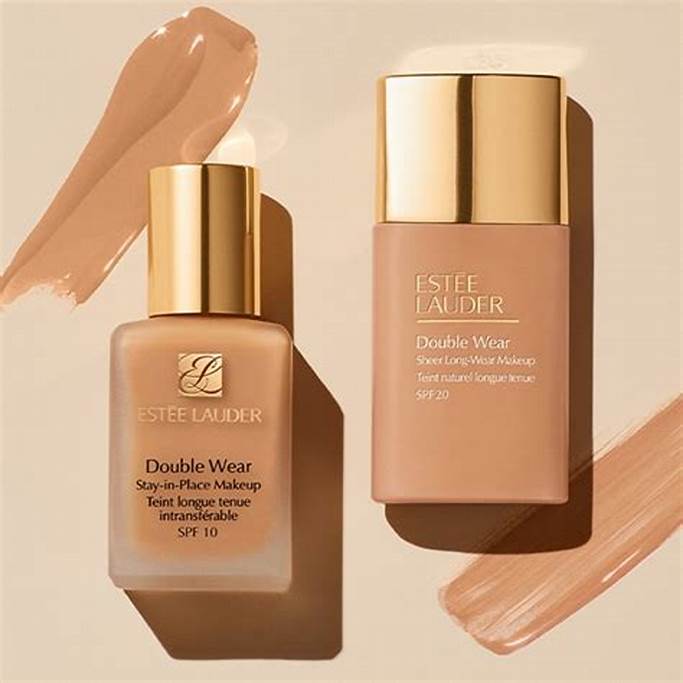 ESTĒE LAUDER
Double Wear
Stay-in-Place Makeup
Teint longue tenue
intransférable
SPF 10
ESTĒE
LAUDER
Double Wear
Sheer Long-Wear Makeup
Teint naturel longue tenue
SPF 20